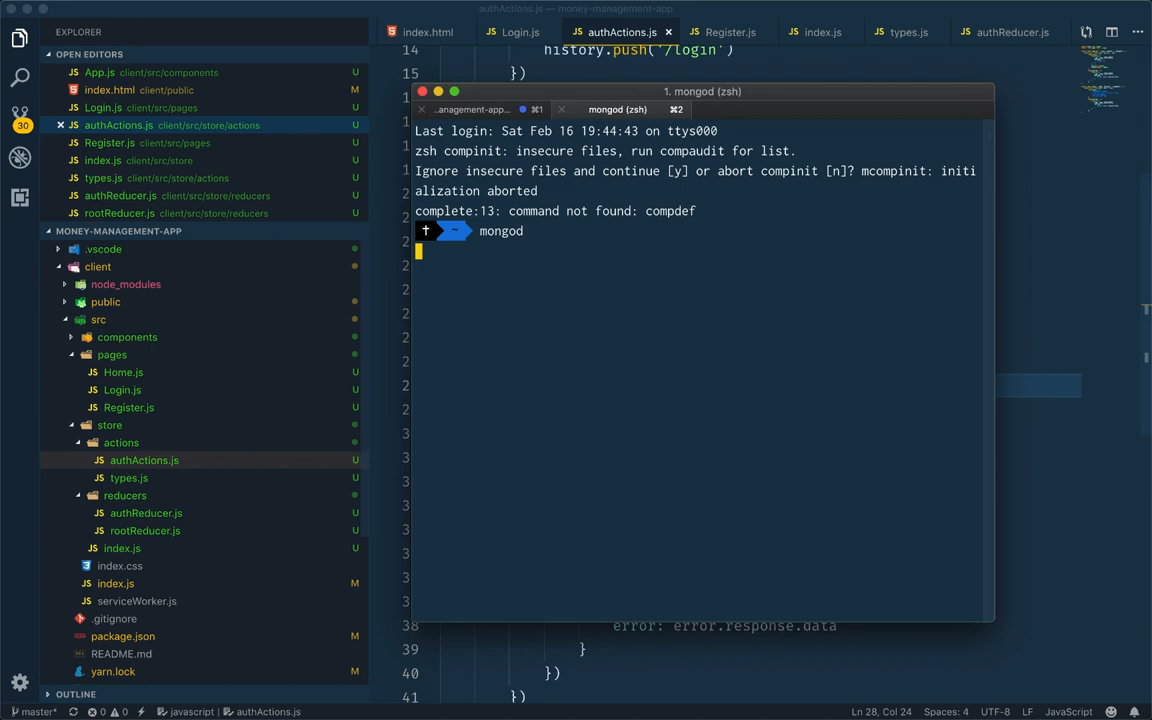 authActions.js — money-management-app
EXPLORER
OPEN EDITORS
App.js client/src/components U
index.html client/public M
Login.js client/src/pages U
authActions.js client/src/store/actions U
Register.js client/src/pages U
index.js client/src/store U
types.js client/src/store/actions U
authReducer.js client/src/store/reducers U
rootReducer.js client/src/store/reducers U
MONEY-MANAGEMENT-APP
.vscode
client
node_modules
public
src
components
pages
Home.js U
Login.js U
Register.js U
store
actions
authActions.js U
types.js U
reducers
authReducer.js U
rootReducer.js U
index.js U
index.css
index.js M
serviceWorker.js
.gitignore
package.json M
README.md
yarn.lock M
OUTLINE
30
index.html
JS Login.js
JS authActions.js
JS Register.js
JS index.js
JS types.js
JS authReducer.js
14 history.push('/login')
15 })
1. mongod (zsh)
..anagement-app... ⌘1
mongod (zsh) ⌘2
Last login: Sat Feb 16 19:44:43 on ttys000
zsh compinit: insecure files, run compaudit for list.
Ignore insecure files and continue [y] or abort compinit [n]? mcompinit: initi
alization aborted
complete:13: command not found: compdef
~ mongod
38 error: error.response.data
39 }
40 })
41 })
master* 0 0 javascript | authActions.js Ln 28, Col 24 Spaces: 4 UTF-8 LF JavaScript